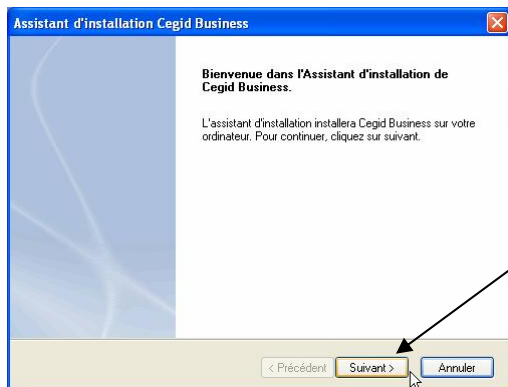 Assistant d'installation Cegid Business
Bienvenue dans l'Assistant d'installation de
Cegid Business.
L'assistant d'installation installera Cegid Business sur votre
ordinateur. Pour continuer, cliquez sur suivant.
< Précédent Suivant > Annuler